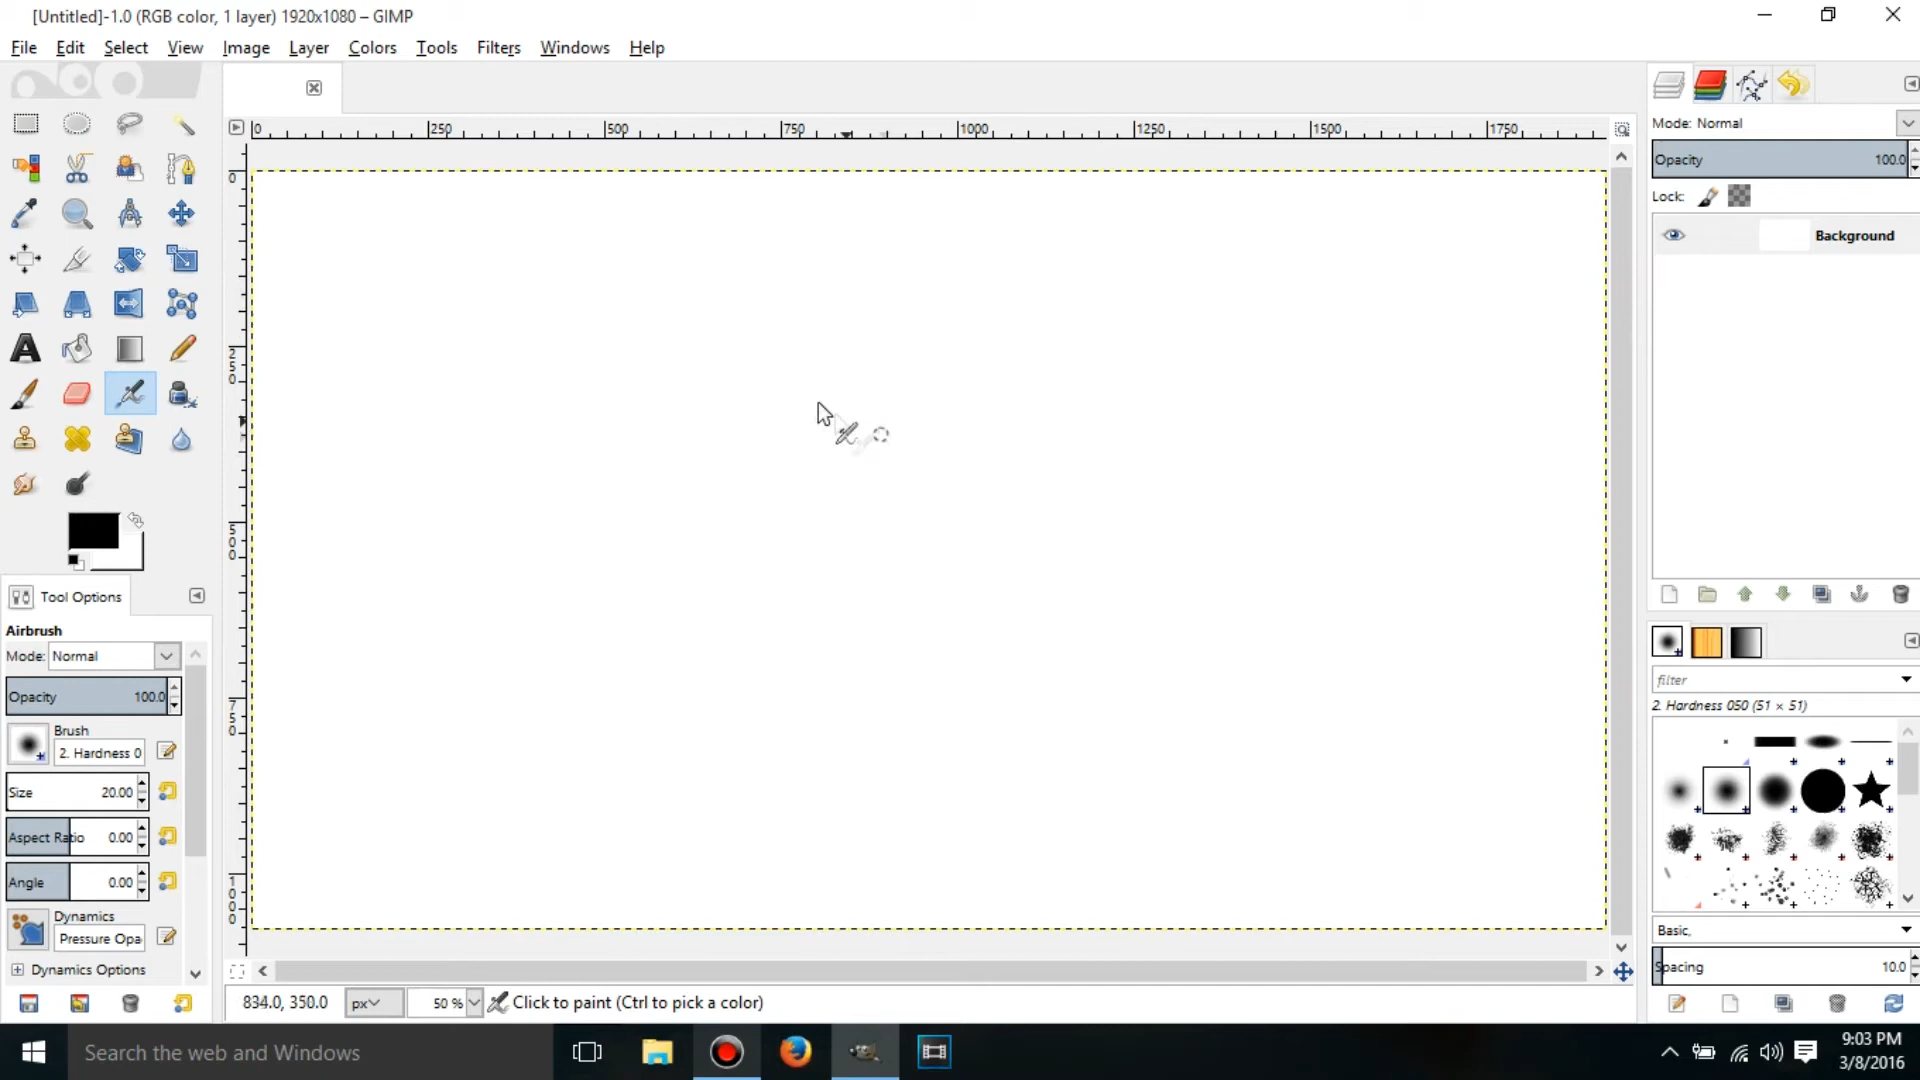 [Untitled]-1.0 (RGB color, 1 layer) 1920x1080 – GIMP
File Edit Select View Image Layer Colors Tools Filters Windows Help
0 250 500 750 1000 1250 1500 1750
0
250
500
750
1000
Tool Options
Airbrush
Mode: Normal
Opacity 100.0
Brush
2. Hardness 0
Size 20.00
Aspect Ratio 0.00
Angle 0.00
Dynamics
Pressure Opa
Dynamics Options
834.0, 350.0 px 50 % Click to paint (Ctrl to pick a color)
Mode: Normal
Opacity 100.0
Lock:
Background
filter
2. Hardness 050 (51 × 51)
Basic,
Spacing 10.0
Search the web and Windows
9:03 PM
3/8/2016